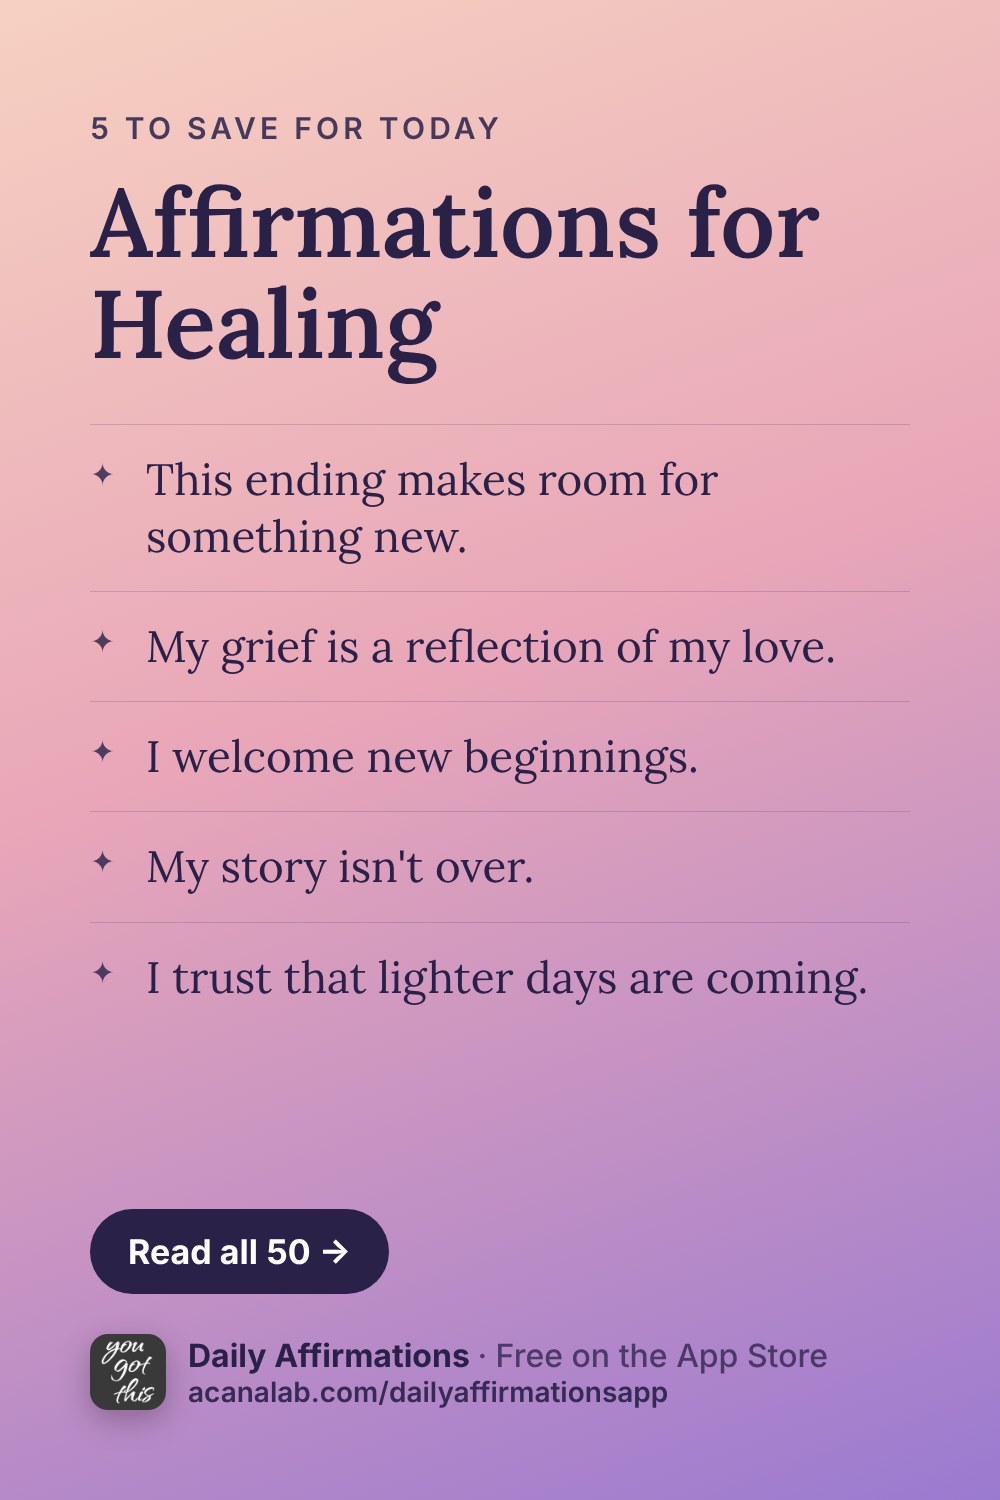 5 TO SAVE FOR TODAY
Affirmations for
Healing
✦ This ending makes room for
something new.
✦ My grief is a reflection of my love.
✦ I welcome new beginnings.
✦ My story isn't over.
✦ I trust that lighter days are coming.
Read all 50 →
you
got
this
Daily Affirmations · Free on the App Store
acanalab.com/dailyaffirmationsapp